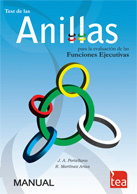 Test de las
Anillas
para la evaluación de las
Funciones Ejecutivas
J. A. Portellano
R. Martínez Arias
MANUAL
tea